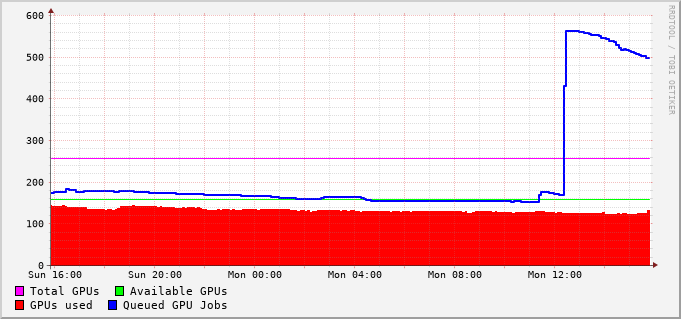 600
500
400
300
200
100
0
Sun 16:00 Sun 20:00 Mon 00:00 Mon 04:00 Mon 08:00 Mon 12:00
Total GPUs Available GPUs
GPUs used Queued GPU Jobs
RRDTOOL / TOBI OETIKER